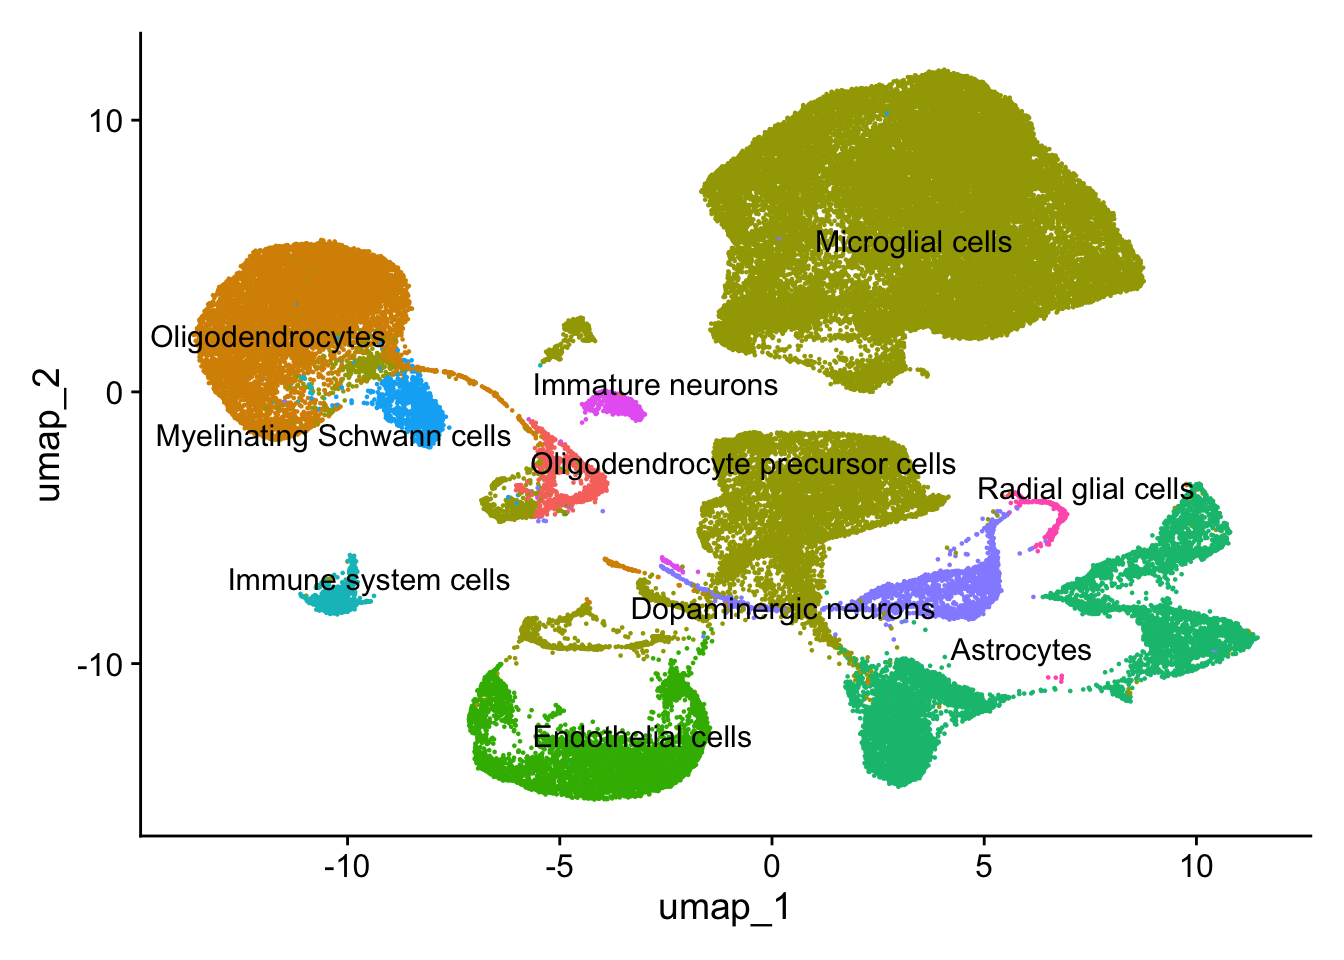 10
0
-10
umap_2
Microglial cells
Oligodendrocytes
Immature neurons
Myelinating Schwann cells
Oligodendrocyte precursor cells
Radial glial cells
Immune system cells
Dopaminergic neurons
Astrocytes
Endothelial cells
-10 -5 0 5 10
umap_1